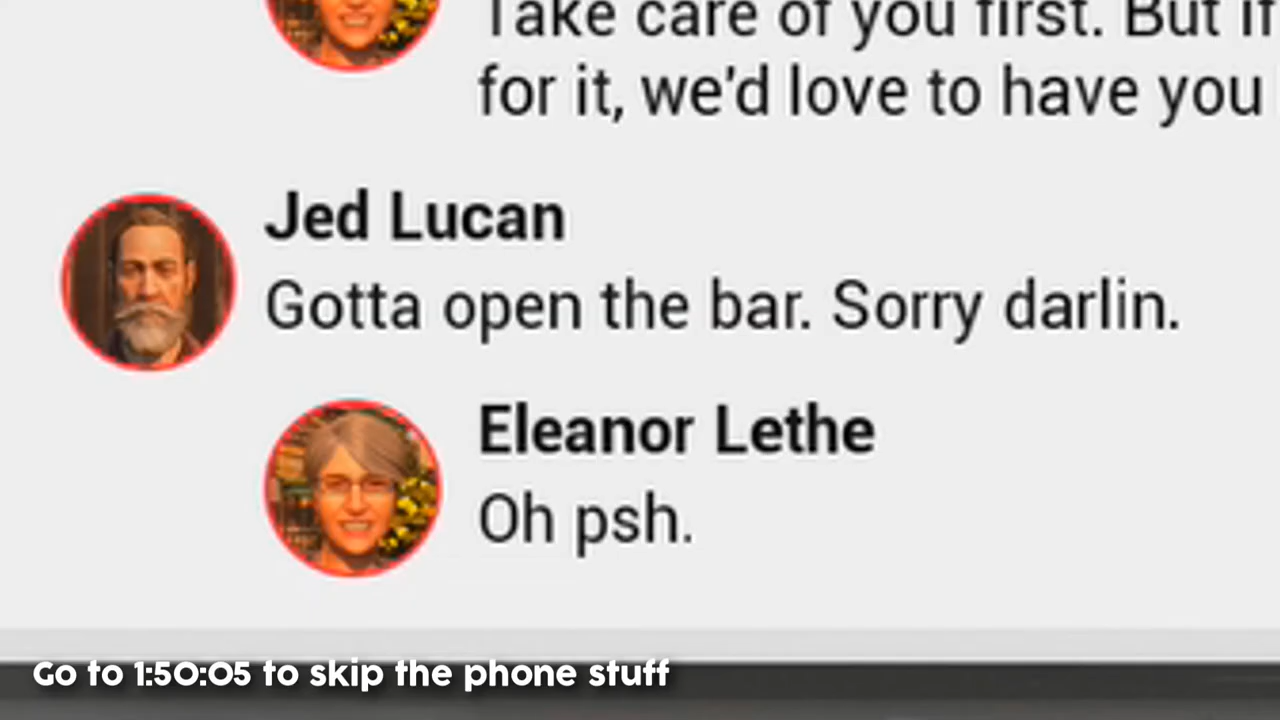 Take care of you first. But if
for it, we'd love to have you
Jed Lucan
Gotta open the bar. Sorry darlin.
Eleanor Lethe
Oh psh.
Go to 1:50:05 to skip the phone stuff